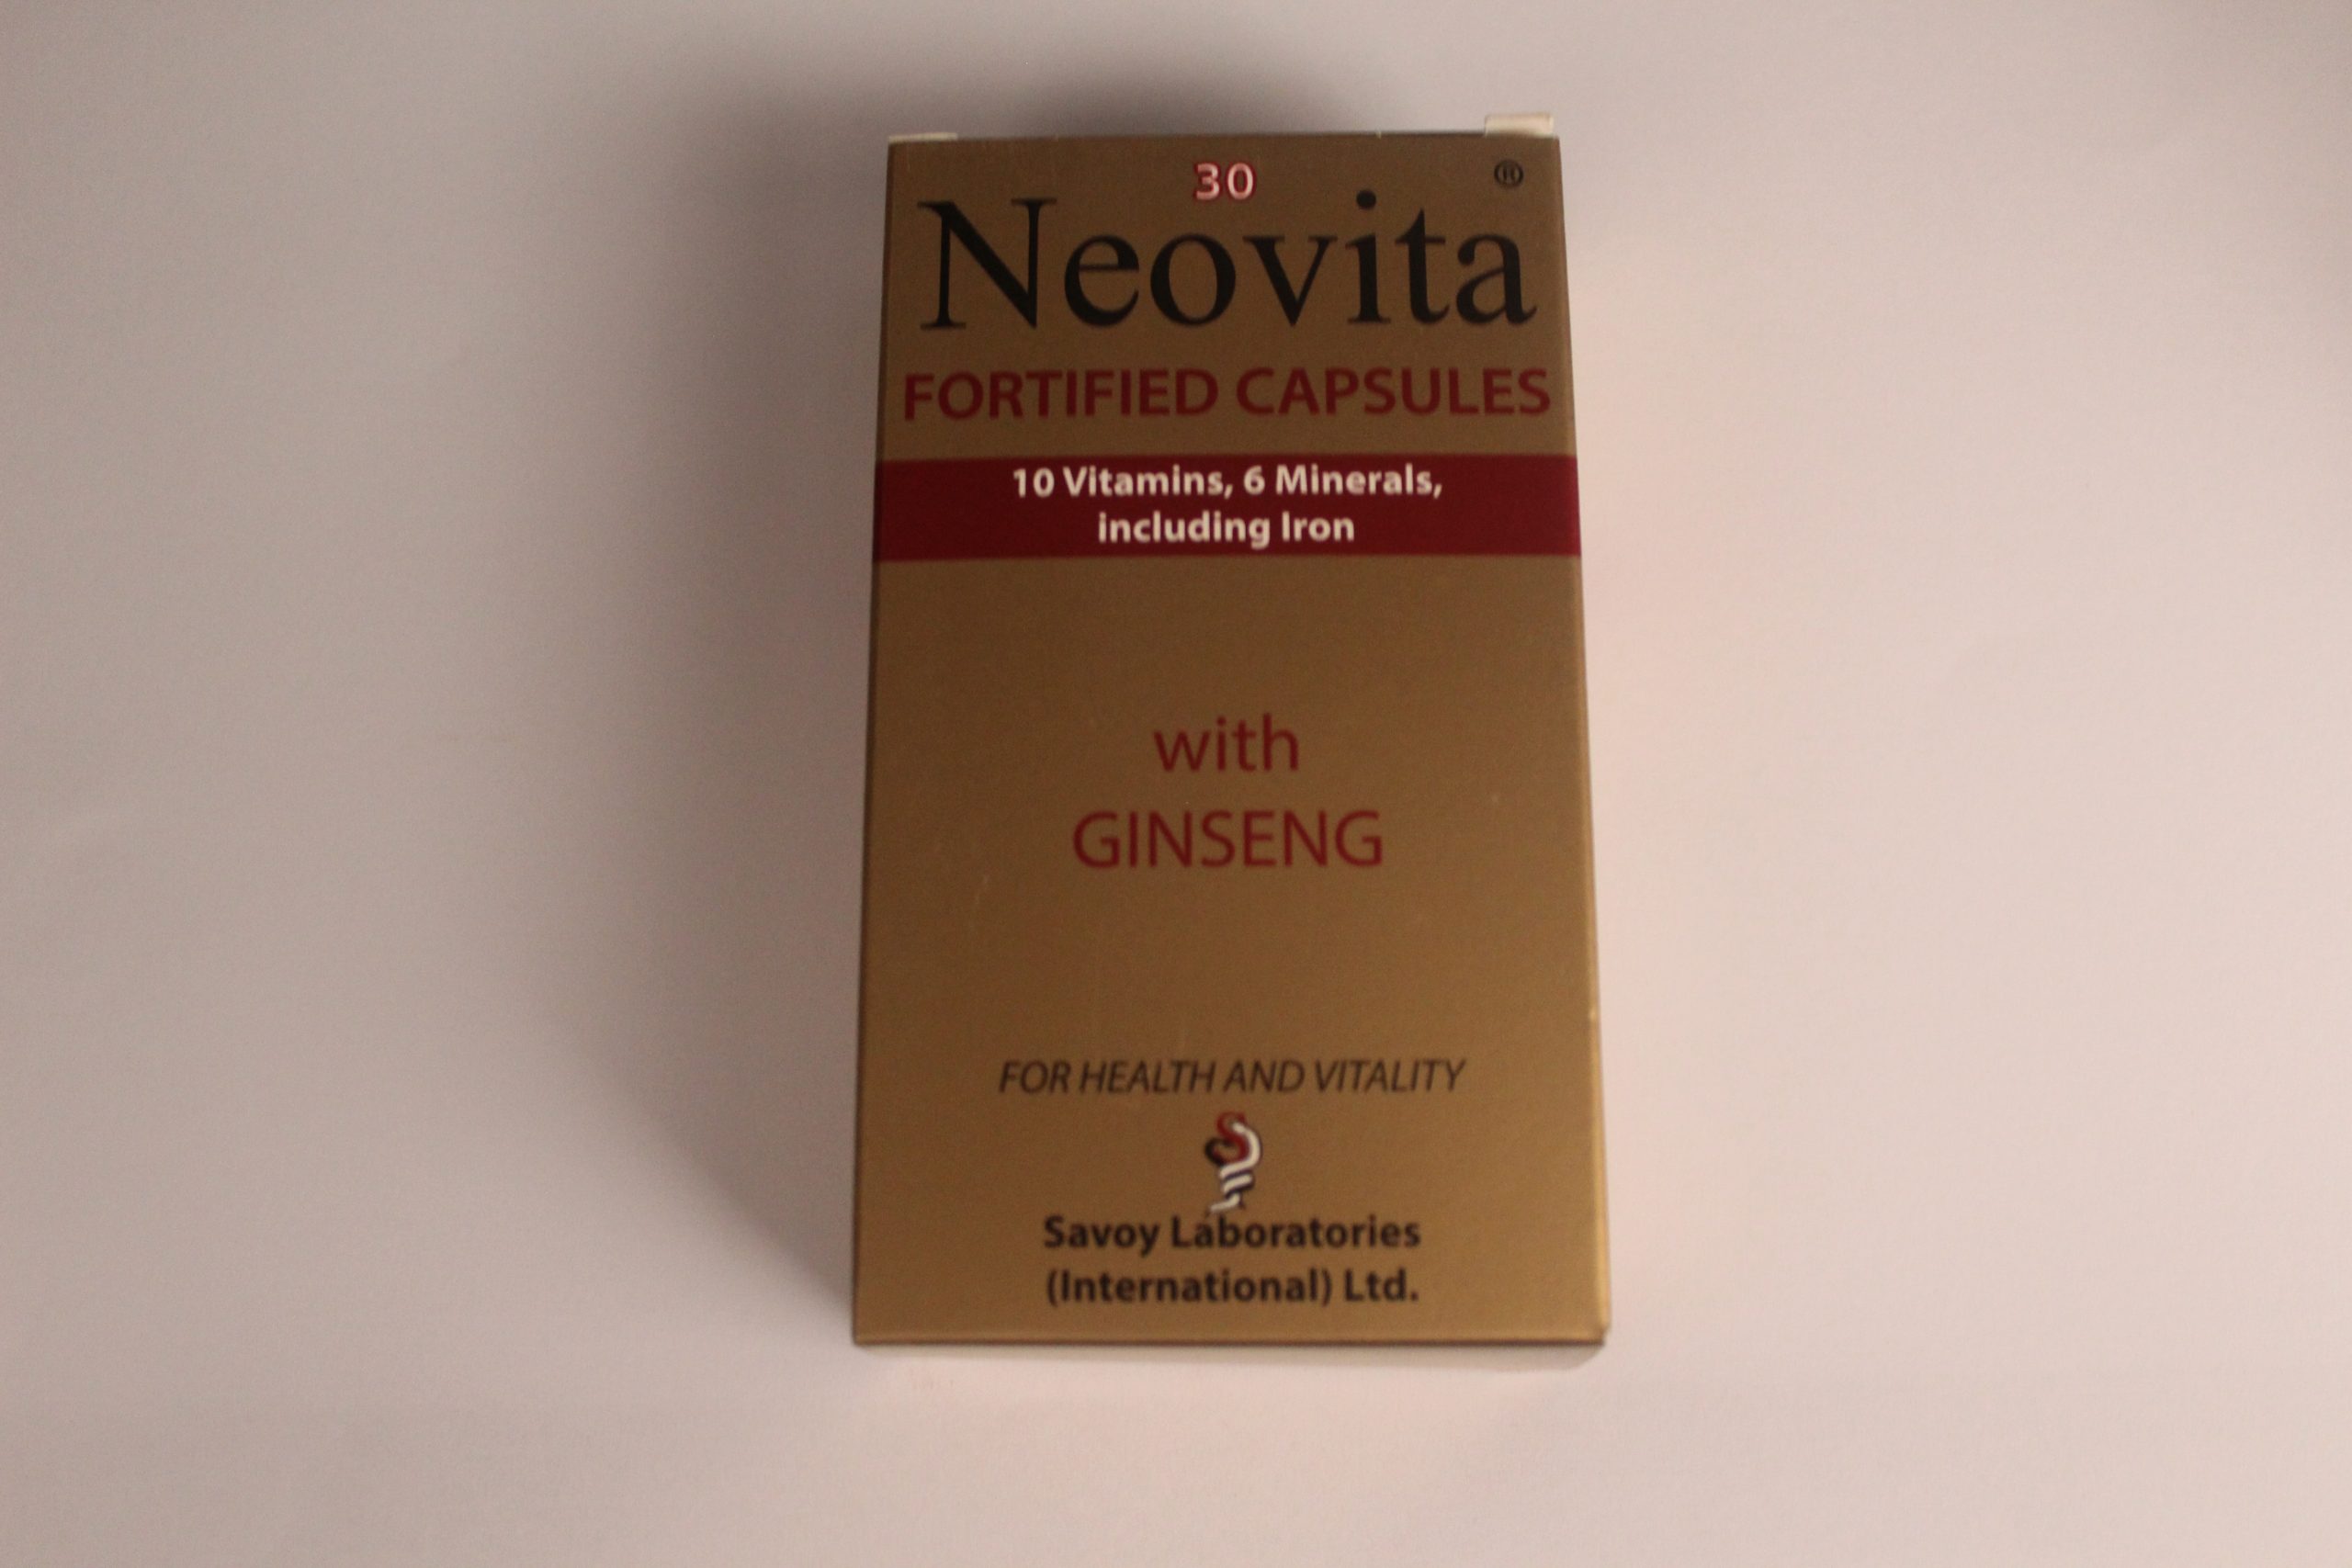 30
Neovita®
FORTIFIED CAPSULES
10 Vitamins, 6 Minerals,
including Iron
with
GINSENG
FOR HEALTH AND VITALITY
Savoy Laboratories
(International) Ltd.